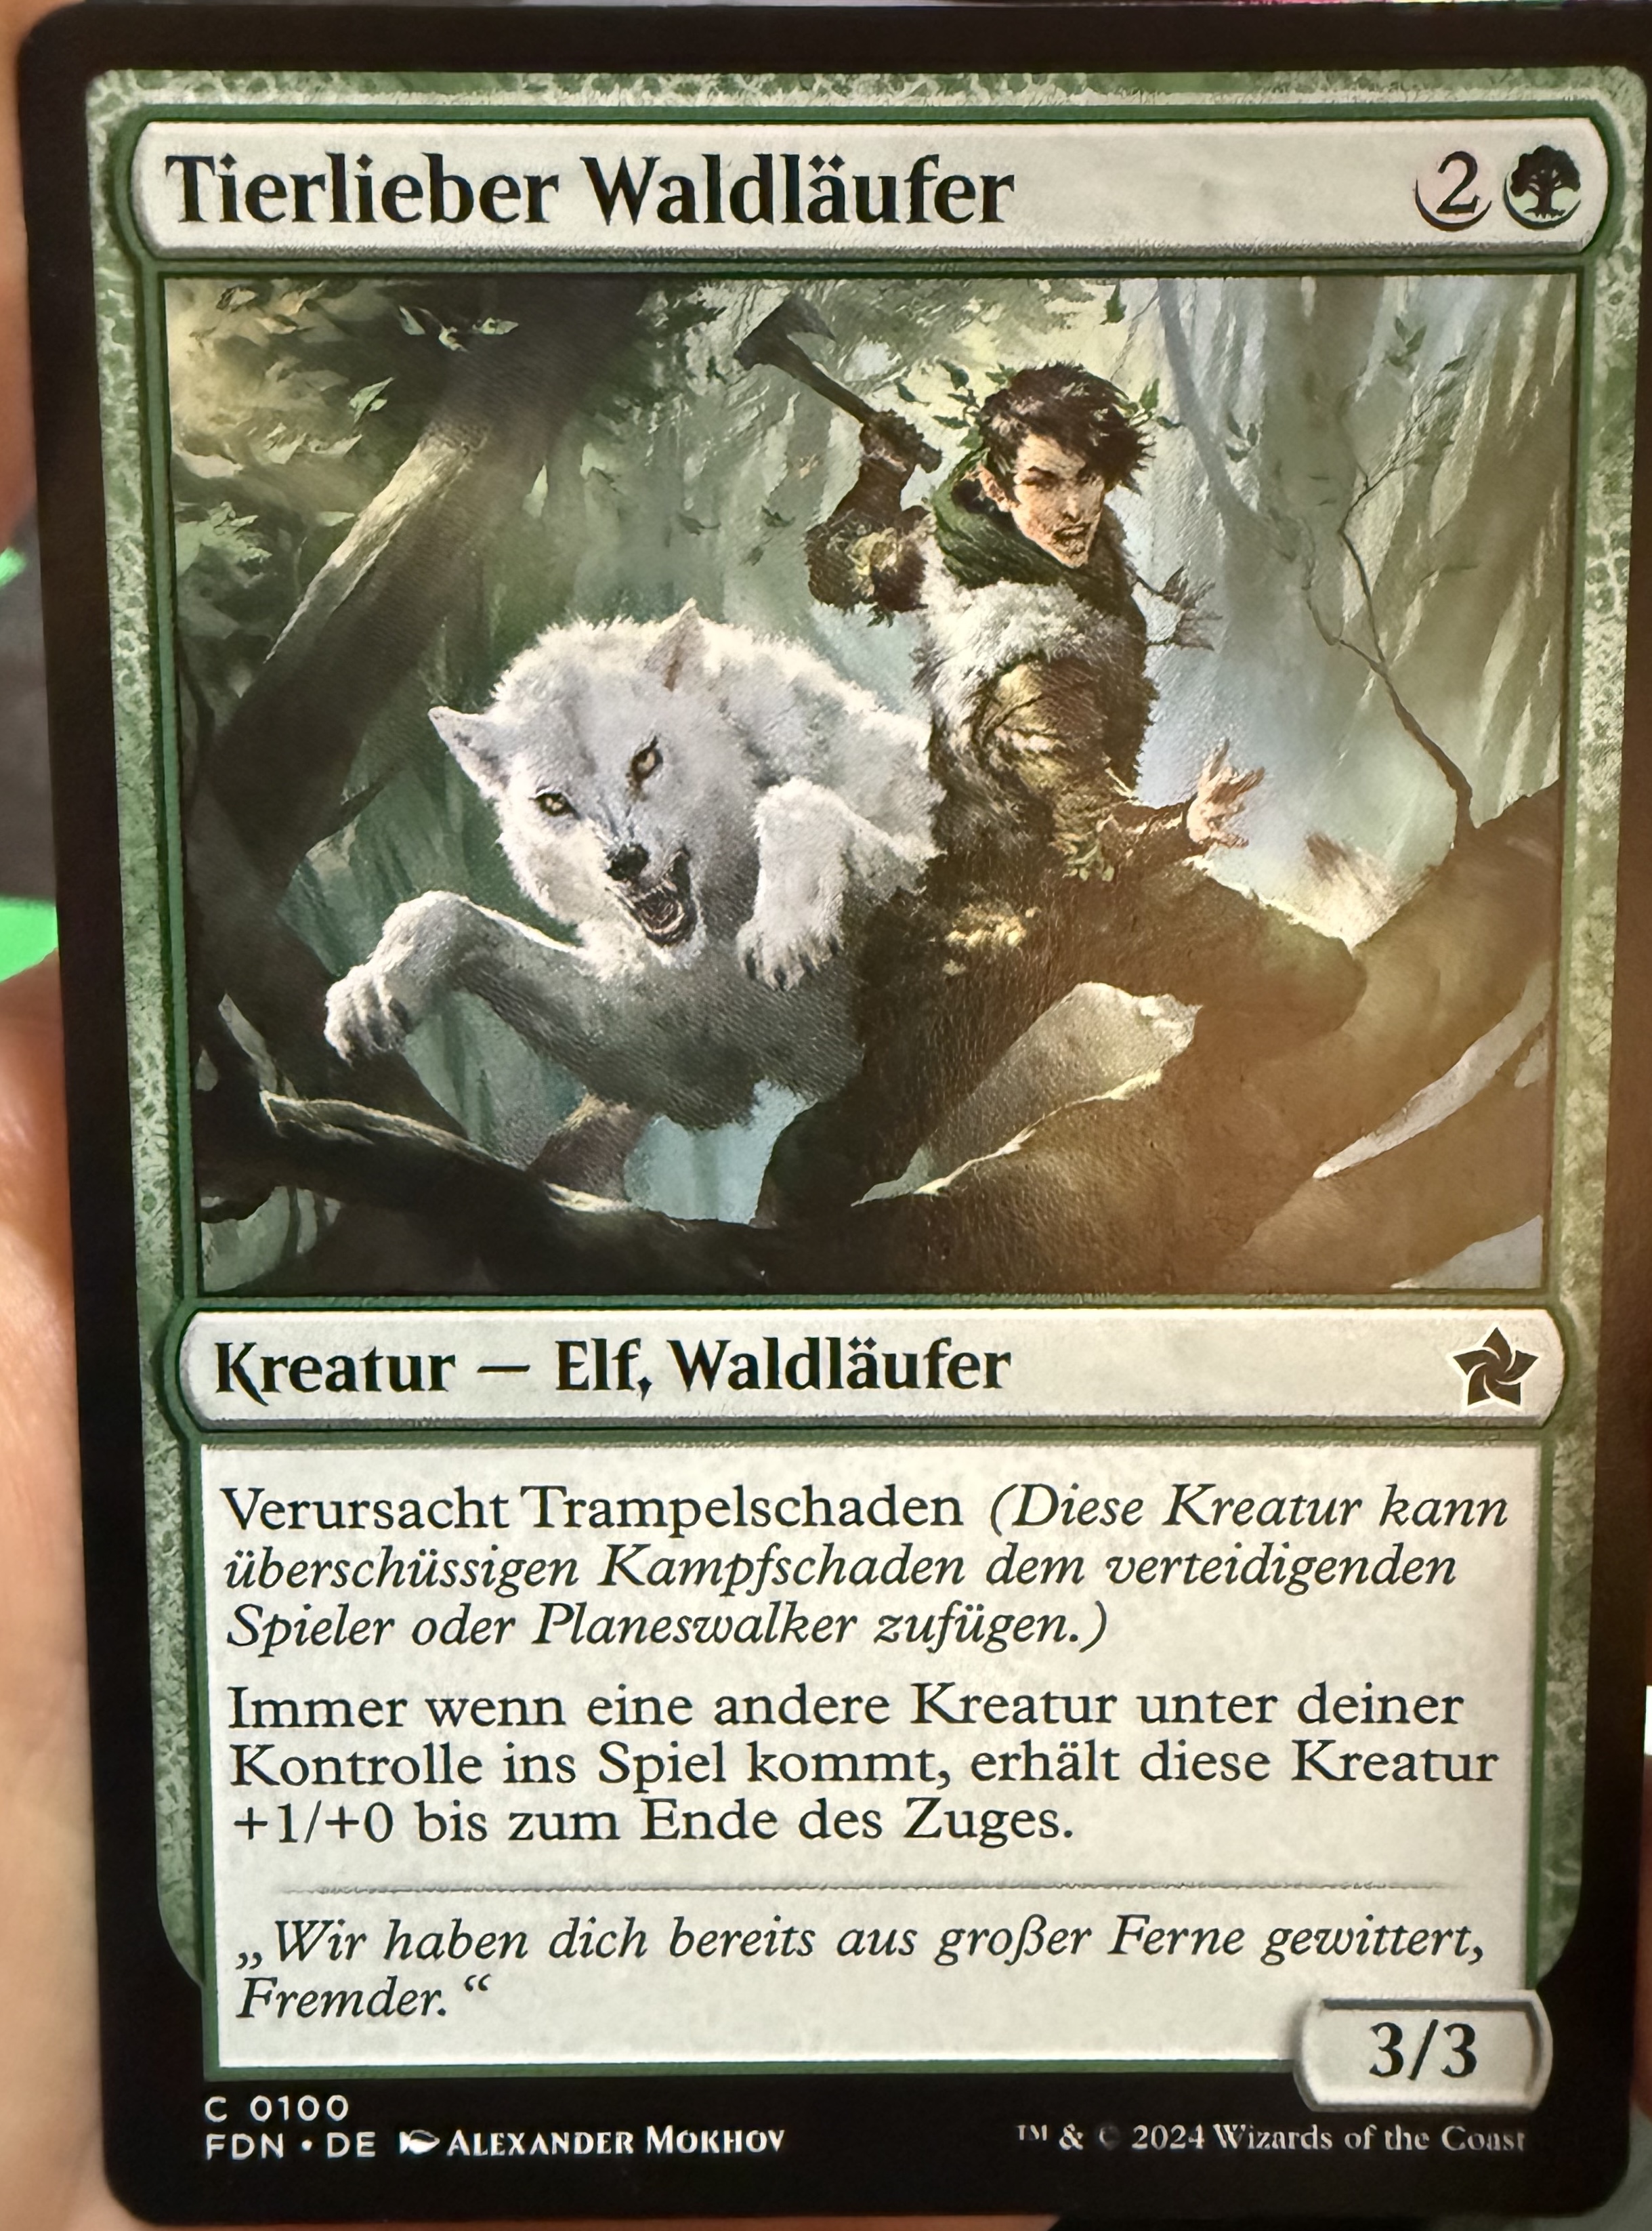 Tierlieber Waldläufer 2
Kreatur — Elf, Waldläufer
Verursacht Trampelschaden (Diese Kreatur kann
überschüssigen Kampfschaden dem verteidigenden
Spieler oder Planeswalker zufügen.)
Immer wenn eine andere Kreatur unter deiner
Kontrolle ins Spiel kommt, erhält diese Kreatur
+1/+0 bis zum Ende des Zuges.
„Wir haben dich bereits aus großer Ferne gewittert,
Fremder.“
3/3
C 0100
FDN • DE ALEXANDER MOKHOV
™ & © 2024 Wizards of the Coast